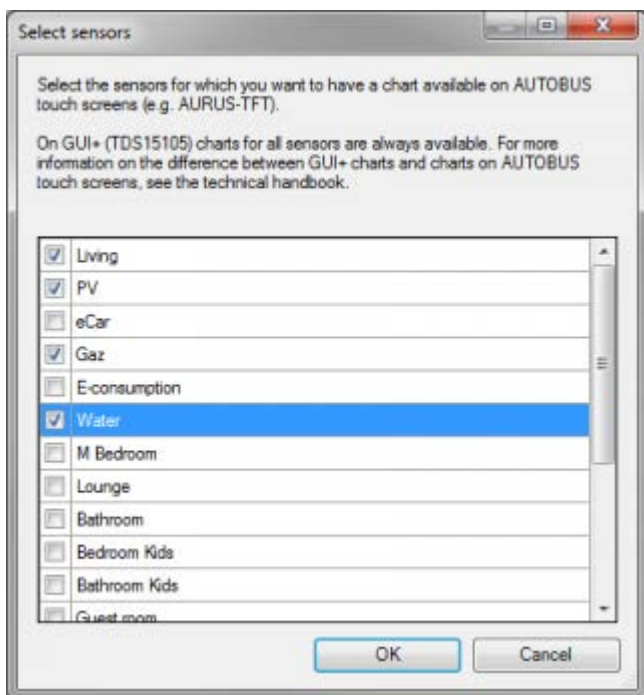 Select sensors
Select the sensors for which you want to have a chart available on AUTOBUS
touch screens (e.g. AURUS-TFT).
On GUI+ (TDS15105) charts for all sensors are always available. For more
information on the difference between GUI+ charts and charts on AUTOBUS
touch screens, see the technical handbook.
Living
PV
eCar
Gaz
E-consumption
Water
M Bedroom
Lounge
Bathroom
Bedroom Kids
Bathroom Kids
Guest room
OK Cancel